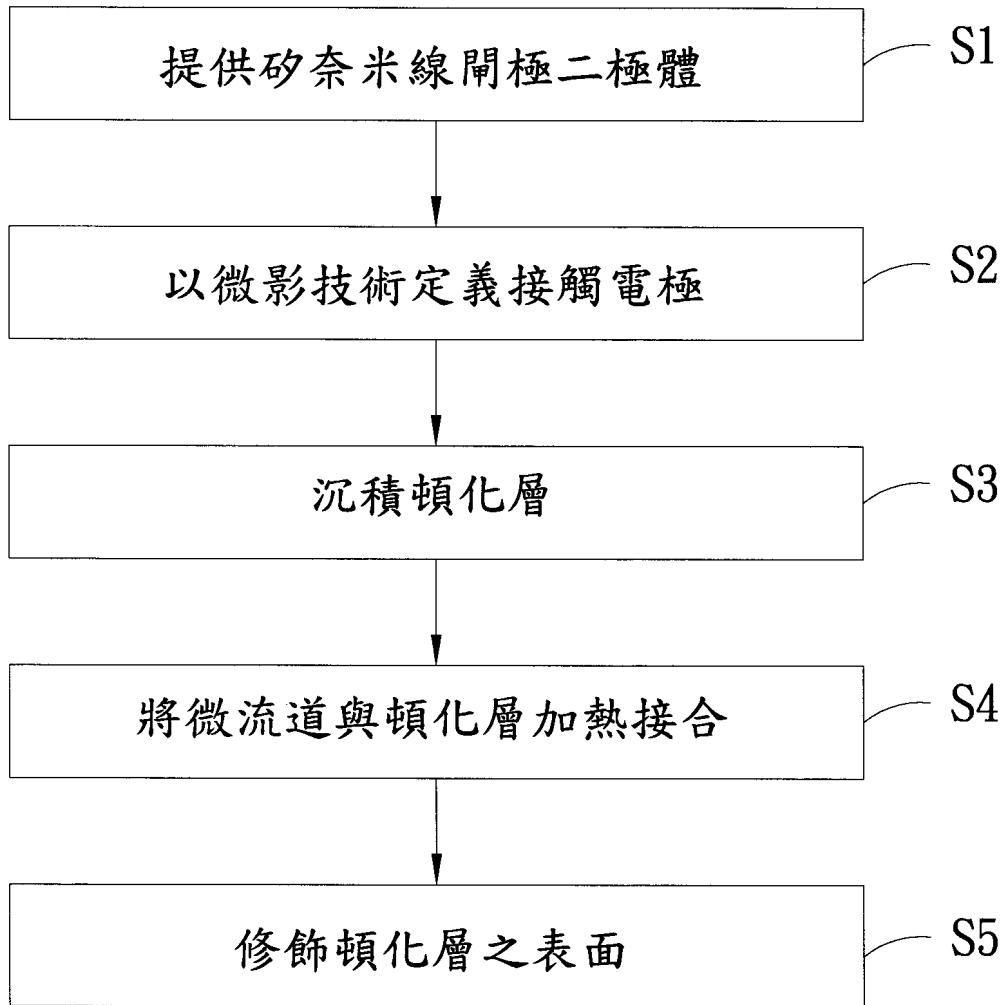 提供矽奈米線閘極二極體
S1
以微影技術定義接觸電極
S2
沉積頓化層
S3
將微流道與頓化層加熱接合
S4
修飾頓化層之表面
S5